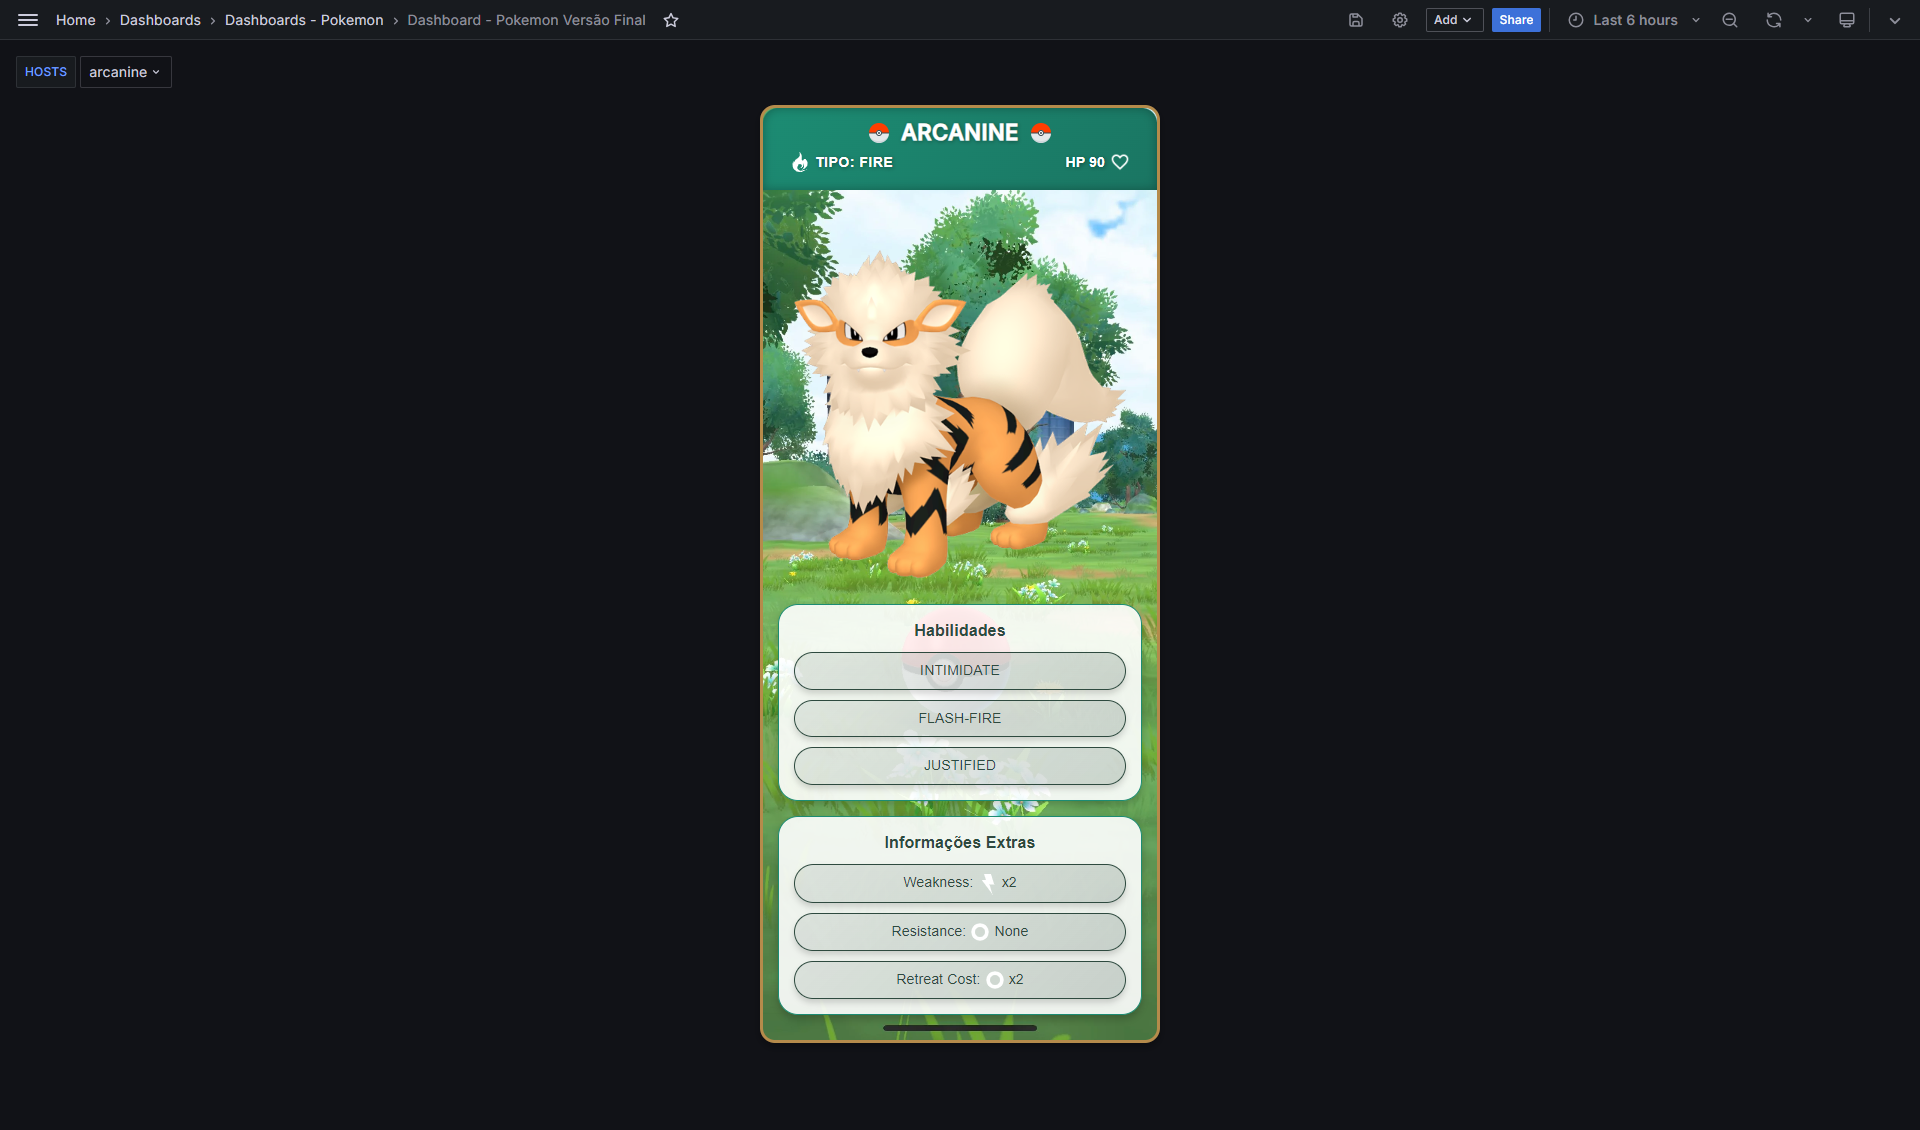 Home › Dashboards › Dashboards - Pokemon › Dashboard - Pokemon Versão Final
Add
Share
Last 6 hours
HOSTS
arcanine
ARCANINE
TIPO: FIRE
HP 90
Habilidades
INTIMIDATE
FLASH-FIRE
JUSTIFIED
Informações Extras
Weakness: x2
Resistance: None
Retreat Cost: x2